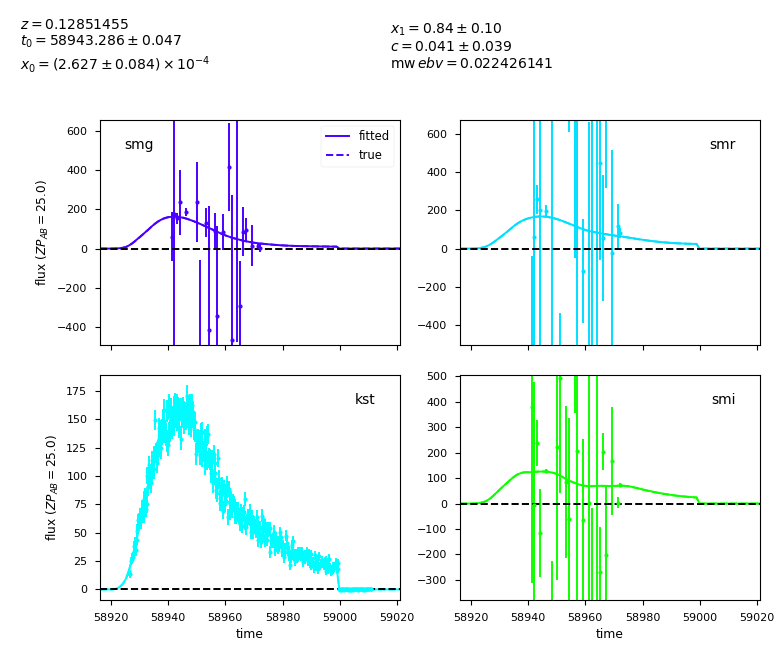 z = 0.12851455
t₀ = 58943.286 ± 0.047
x₀ = (2.627 ± 0.084) × 10⁻⁴
x₁ = 0.84 ± 0.10
c = 0.041 ± 0.039
mw ebv = 0.022426141
smg
fitted
true
600
400
200
0
−200
−400
flux (ZP_AB = 25.0)
smr
600
400
200
0
−200
−400
kst
175
150
125
100
75
50
25
0
flux (ZP_AB = 25.0)
58920 58940 58960 58980 59000 59020
time
smi
500
400
300
200
100
0
−100
−200
−300
58920 58940 58960 58980 59000 59020
time